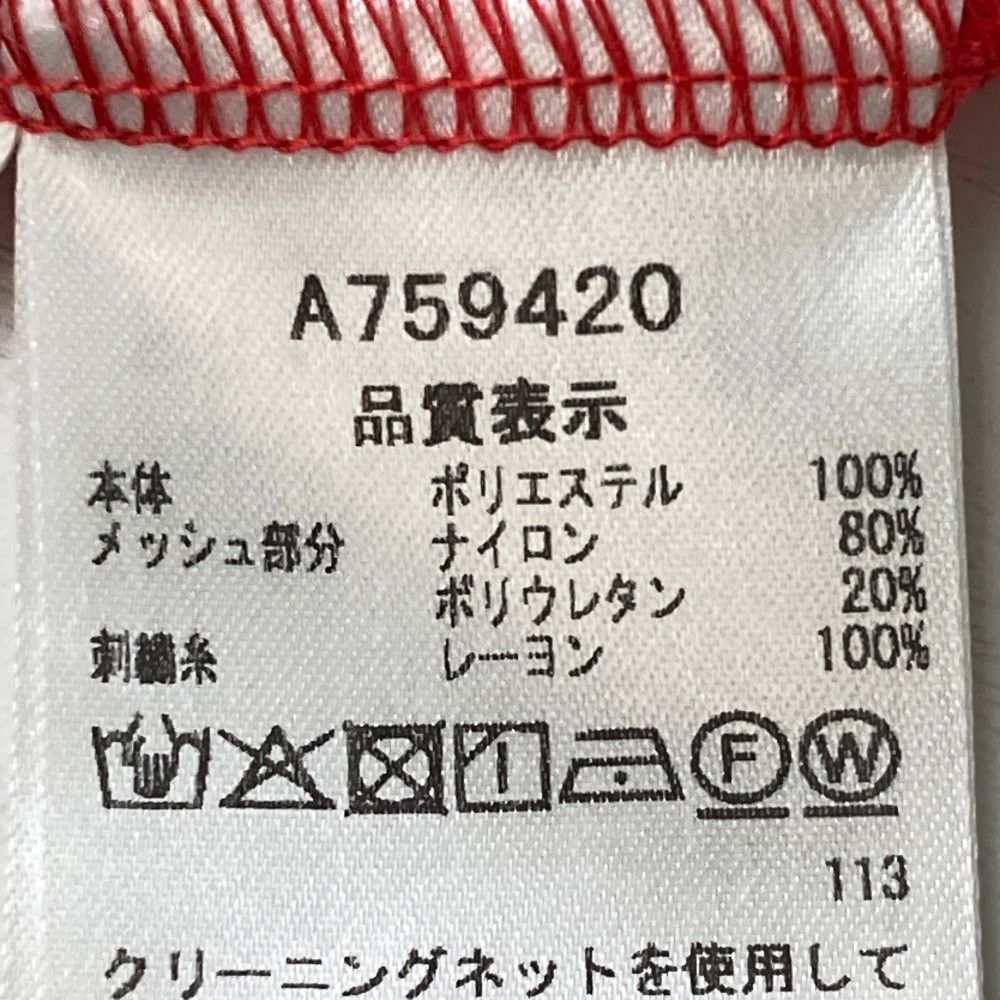 A759420
品質表示
本体 ポリエステル 100%
メッシュ部分 ナイロン 80%
ポリウレタン 20%
刺繍糸 レーヨン 100%
F W
113
クリーニングネットを使用して